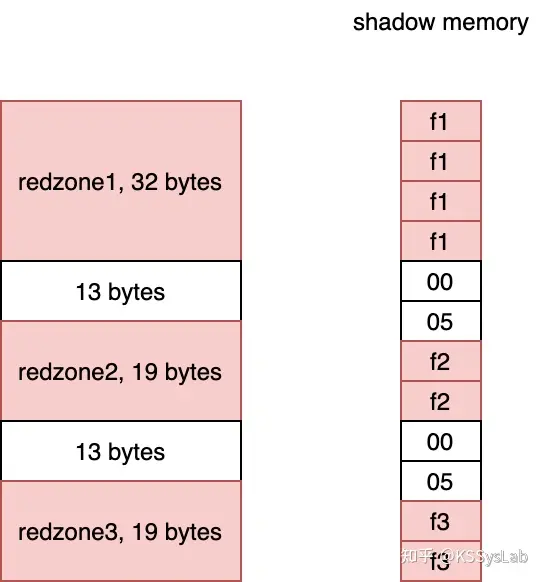 shadow memory
redzone1, 32 bytes
f1
f1
f1
f1
13 bytes
00
05
redzone2, 19 bytes
f2
f2
13 bytes
00
05
redzone3, 19 bytes
f3
f3
知乎 @KSSysLab